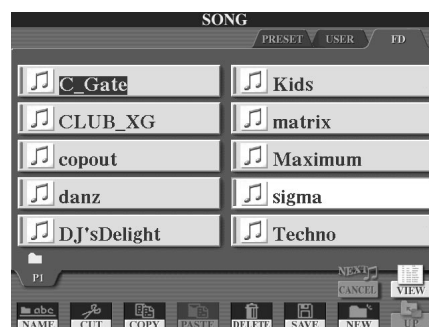 SONG
PRESET USER FD
C_Gate
CLUB_XG
copout
danz
DJ'sDelight
Kids
matrix
Maximum
sigma
Techno
P1
NEXT
CANCEL
VIEW
abc
NAME CUT COPY PASTE DELETE SAVE NEW UP